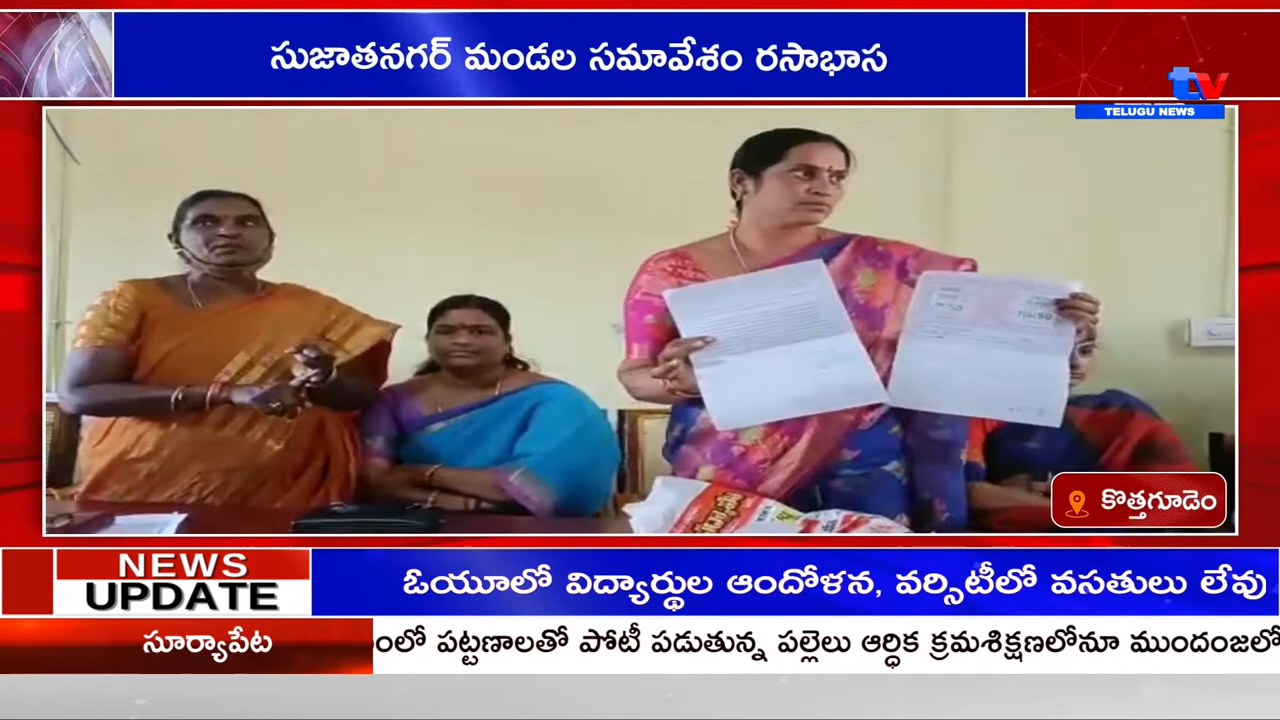 సుజాతనగర్ మండల సమావేశం రసాభాస
tv
TELUGU NEWS
కొత్తగూడెం
NEWS
UPDATE
ఓయూలో విద్యార్థుల ఆందోళన, వర్సిటీలో వసతులు లేవు
సూర్యాపేట
ంలో పట్టణాలతో పోటీ పడుతున్న పల్లెలు ఆర్ధిక క్రమశిక్షణలోనూ ముందంజలో